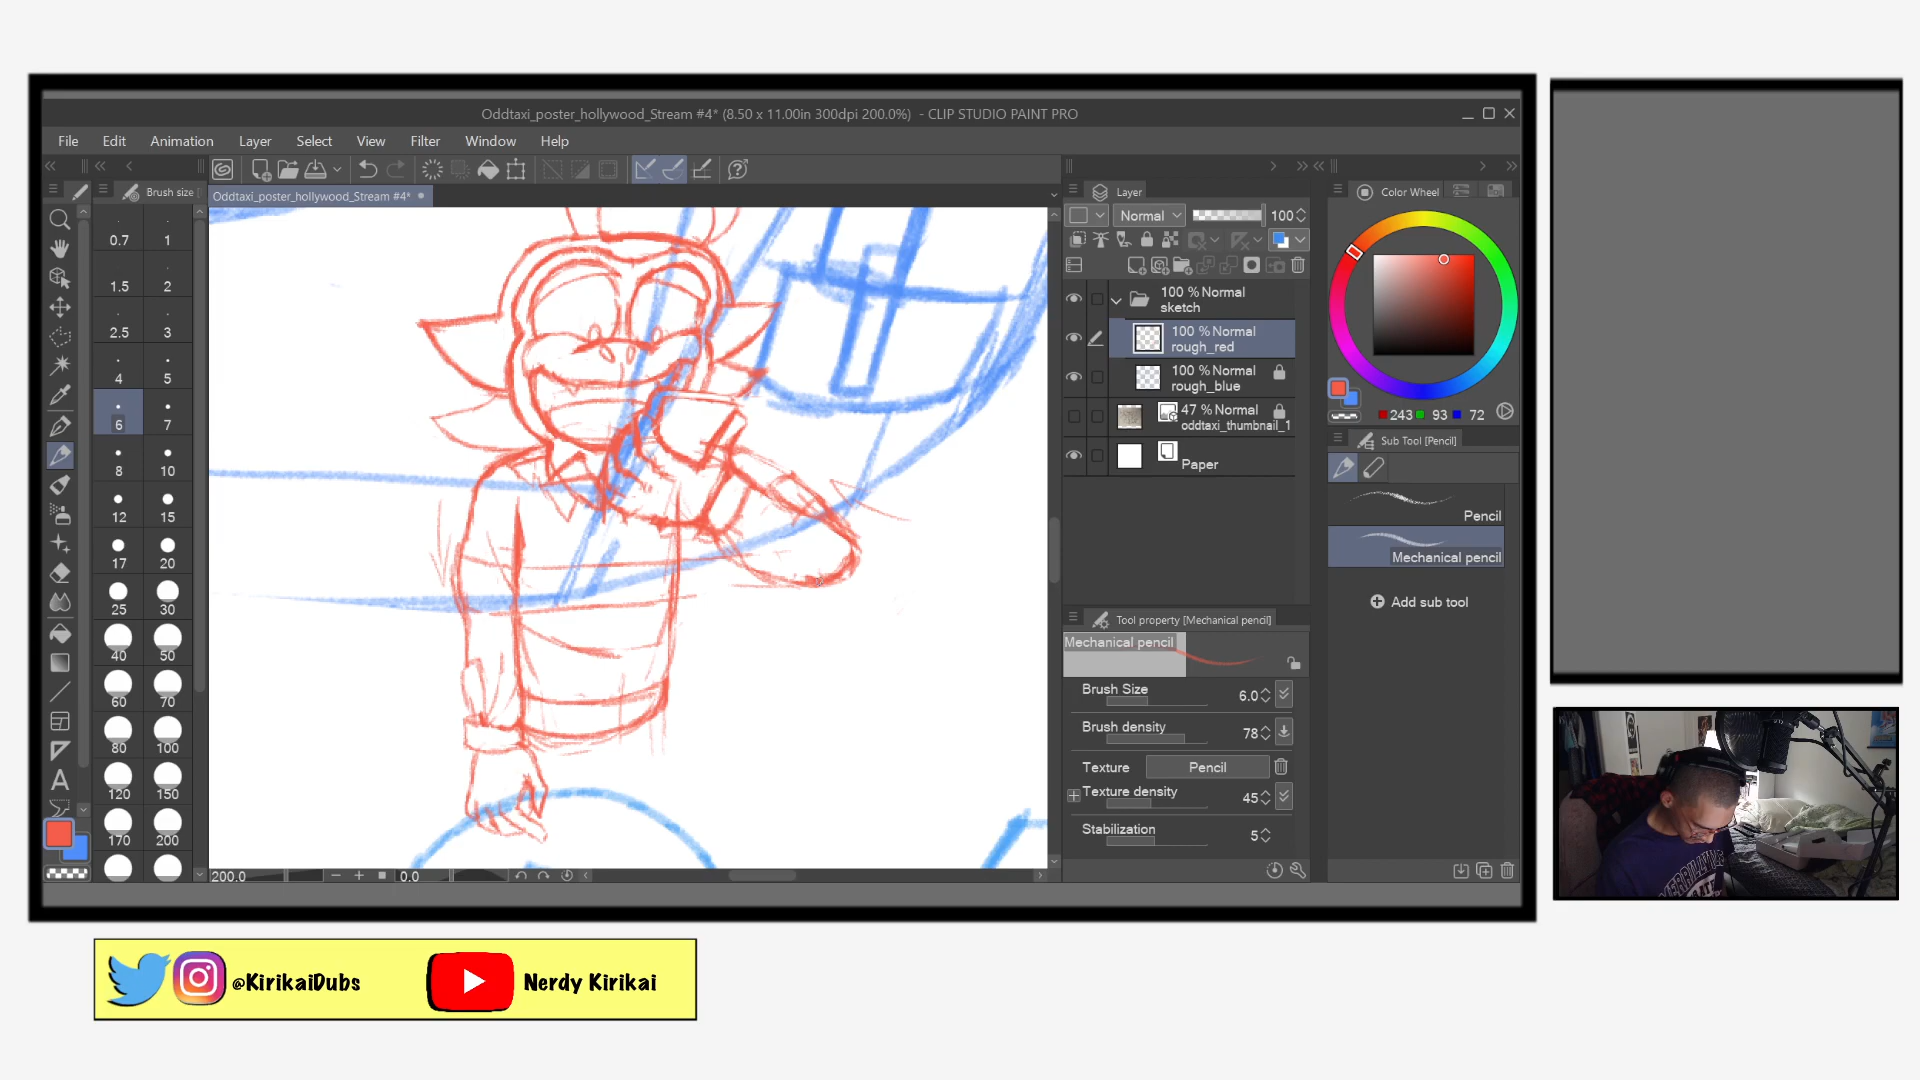 Oddtaxi_poster_hollywood_Stream #4* (8.50 x 11.00in 300dpi 200.0%) - CLIP STUDIO PAINT PRO
File Edit Animation Layer Select View Filter Window Help
Brush size
Oddtaxi_poster_hollywood_Stream #4*
0.7 1
1.5 2
2.5 3
4 5
6 7
8 10
12 15
17 20
25 30
40 50
60 70
80 100
120 150
170 200
200.0 0.0
Layer
Normal 100
100 % Normal
sketch
100 % Normal
rough_red
100 % Normal
rough_blue
47 % Normal
oddtaxi_thumbnail_1
Paper
Tool property [Mechanical pencil]
Mechanical pencil
Brush Size 6.0
Brush density 78
Texture Pencil
Texture density 45
Stabilization 5
Color Wheel
243 93 72
Sub Tool [Pencil]
Pencil
Mechanical pencil
Add sub tool
@KirikaiDubs
Nerdy Kirikai